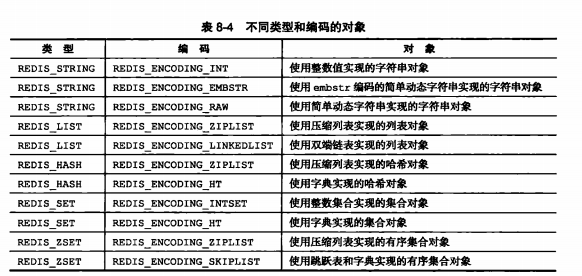 表 8-4 不同类型和编码的对象
类 型 编 码 对 象
REDIS_STRING REDIS_ENCODING_INT 使用整数值实现的字符串对象
REDIS_STRING REDIS_ENCODING_EMBSTR 使用 embstr 编码的简单动态字符串实现的字符串对象
REDIS_STRING REDIS_ENCODING_RAW 使用简单动态字符串实现的字符串对象
REDIS_LIST REDIS_ENCODING_ZIPLIST 使用压缩列表实现的列表对象
REDIS_LIST REDIS_ENCODING_LINKEDLIST 使用双端链表实现的列表对象
REDIS_HASH REDIS_ENCODING_ZIPLIST 使用压缩列表实现的哈希对象
REDIS_HASH REDIS_ENCODING_HT 使用字典实现的哈希对象
REDIS_SET REDIS_ENCODING_INTSET 使用整数集合实现的集合对象
REDIS_SET REDIS_ENCODING_HT 使用字典实现的集合对象
REDIS_ZSET REDIS_ENCODING_ZIPLIST 使用压缩列表实现的有序集合对象
REDIS_ZSET REDIS_ENCODING_SKIPLIST 使用跳跃表和字典实现的有序集合对象